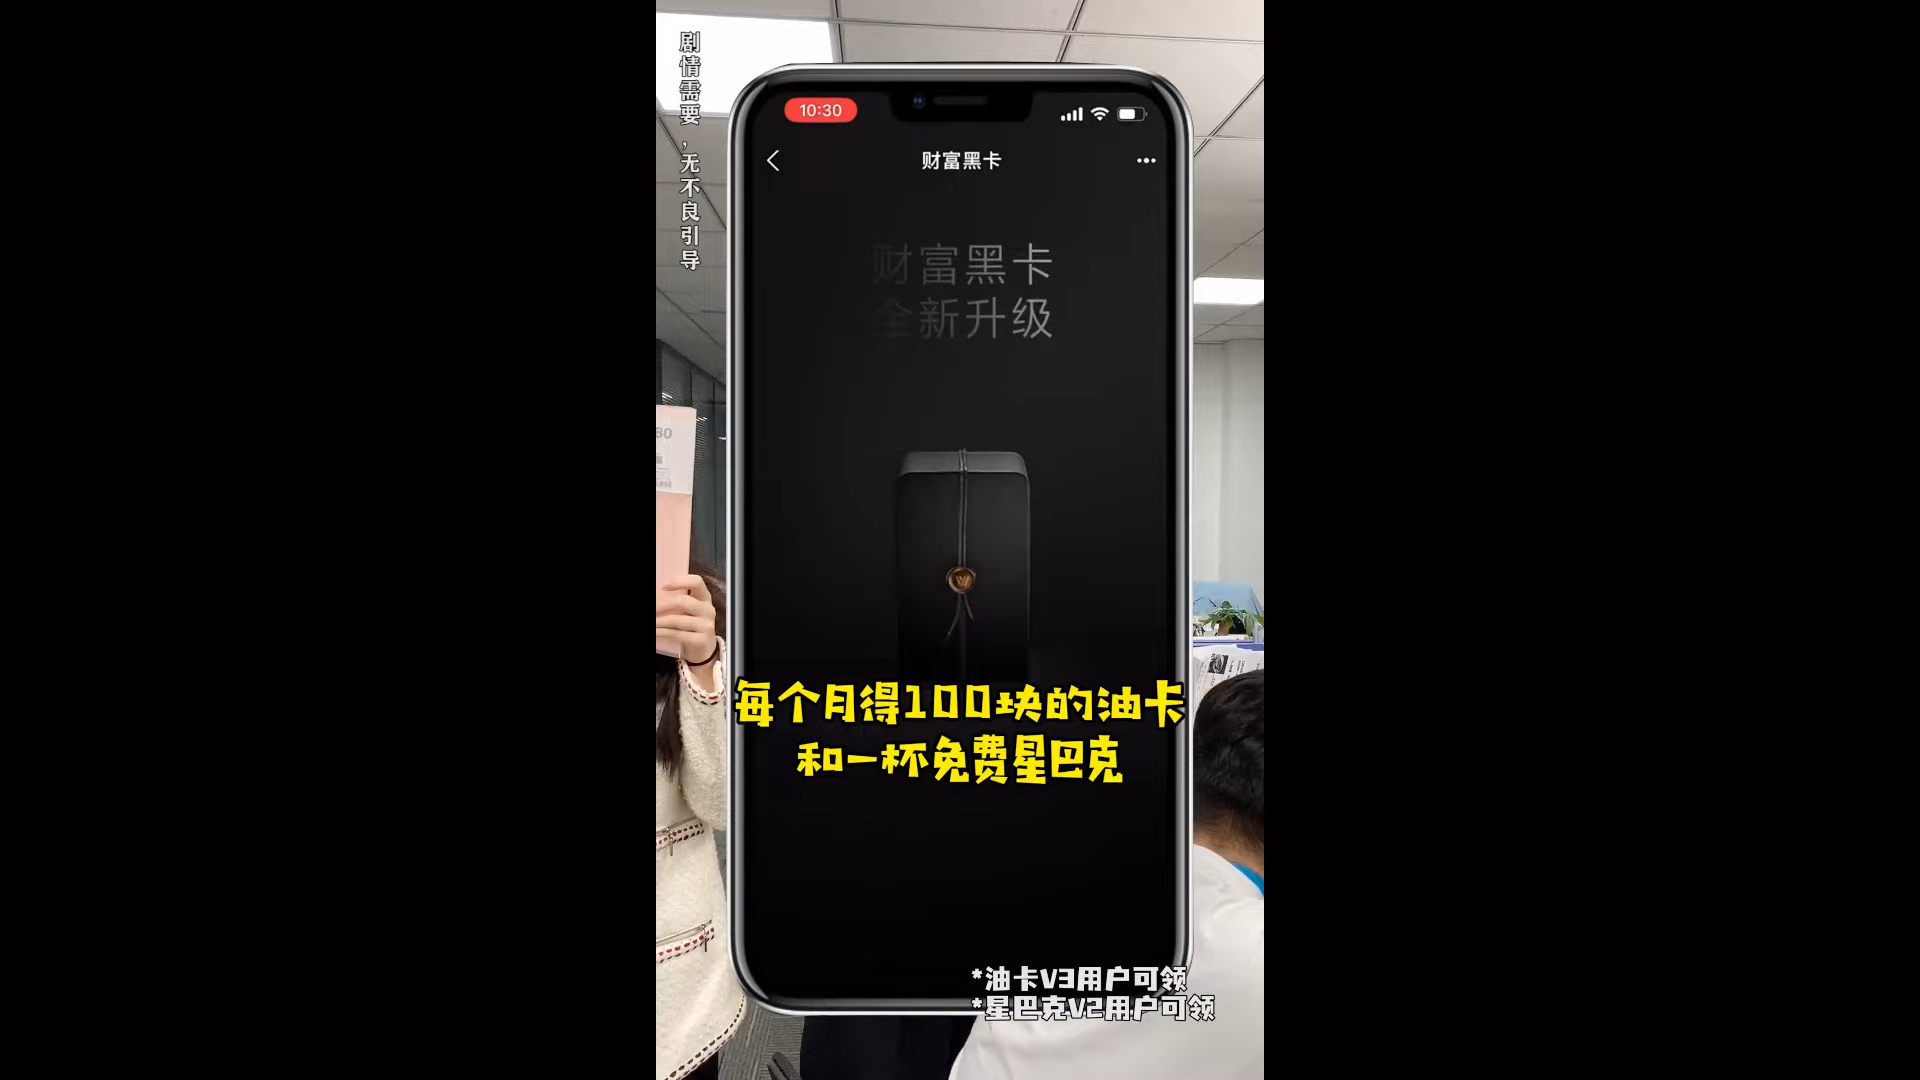 剧情需要，无不良引导
10:30
财富黑卡
财富黑卡
全新升级
80
每个月得100块的油卡
和一杯免费星巴克
*油卡V3用户可领
*星巴克V2用户可领